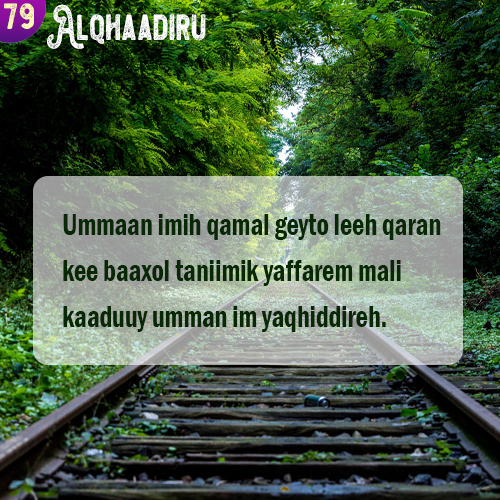 79
Alqhaadiru
Ummaan imih qamal geyto leeh qaran
kee baaxol taniimik yaffarem mali
kaaduuy umman im yaqhiddireh.